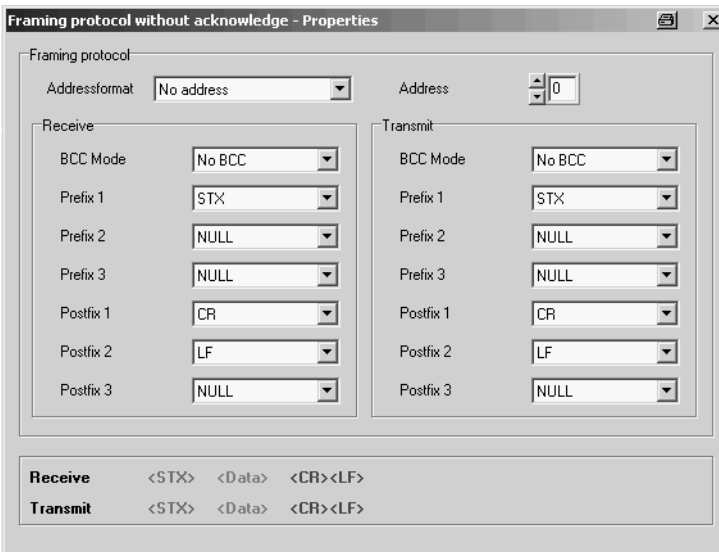 Framing protocol without acknowledge - Properties
Framing protocol
Addressformat No address Address 0
Receive
BCC Mode No BCC
Prefix 1 STX
Prefix 2 NULL
Prefix 3 NULL
Postfix 1 CR
Postfix 2 LF
Postfix 3 NULL
Transmit
BCC Mode No BCC
Prefix 1 STX
Prefix 2 NULL
Prefix 3 NULL
Postfix 1 CR
Postfix 2 LF
Postfix 3 NULL
Receive <STX> <Data> <CR><LF>
Transmit <STX> <Data> <CR><LF>